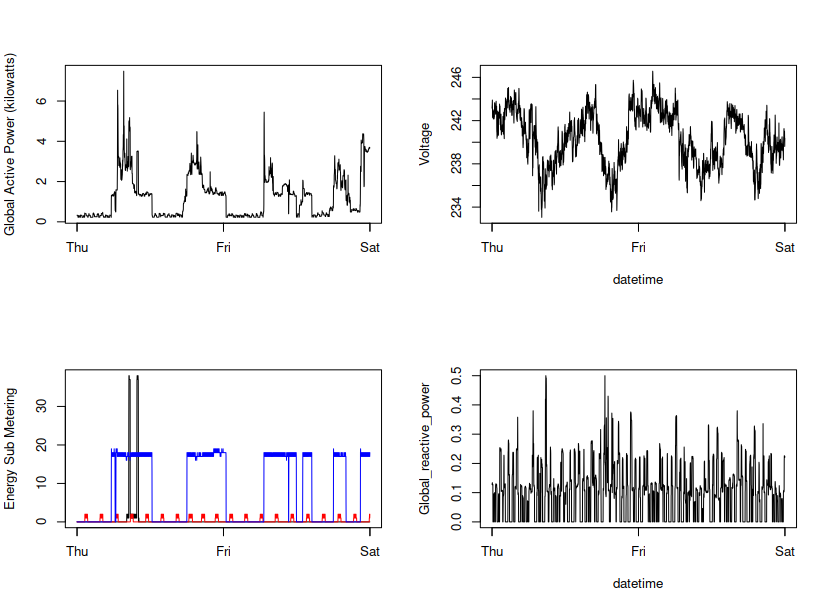 Global Active Power (kilowatts)
0 2 4 6
Thu Fri Sat
Voltage
234 238 242 246
Thu Fri Sat
datetime
Energy Sub Metering
0 10 20 30
Thu Fri Sat
Global_reactive_power
0.0 0.1 0.2 0.3 0.4 0.5
Thu Fri Sat
datetime